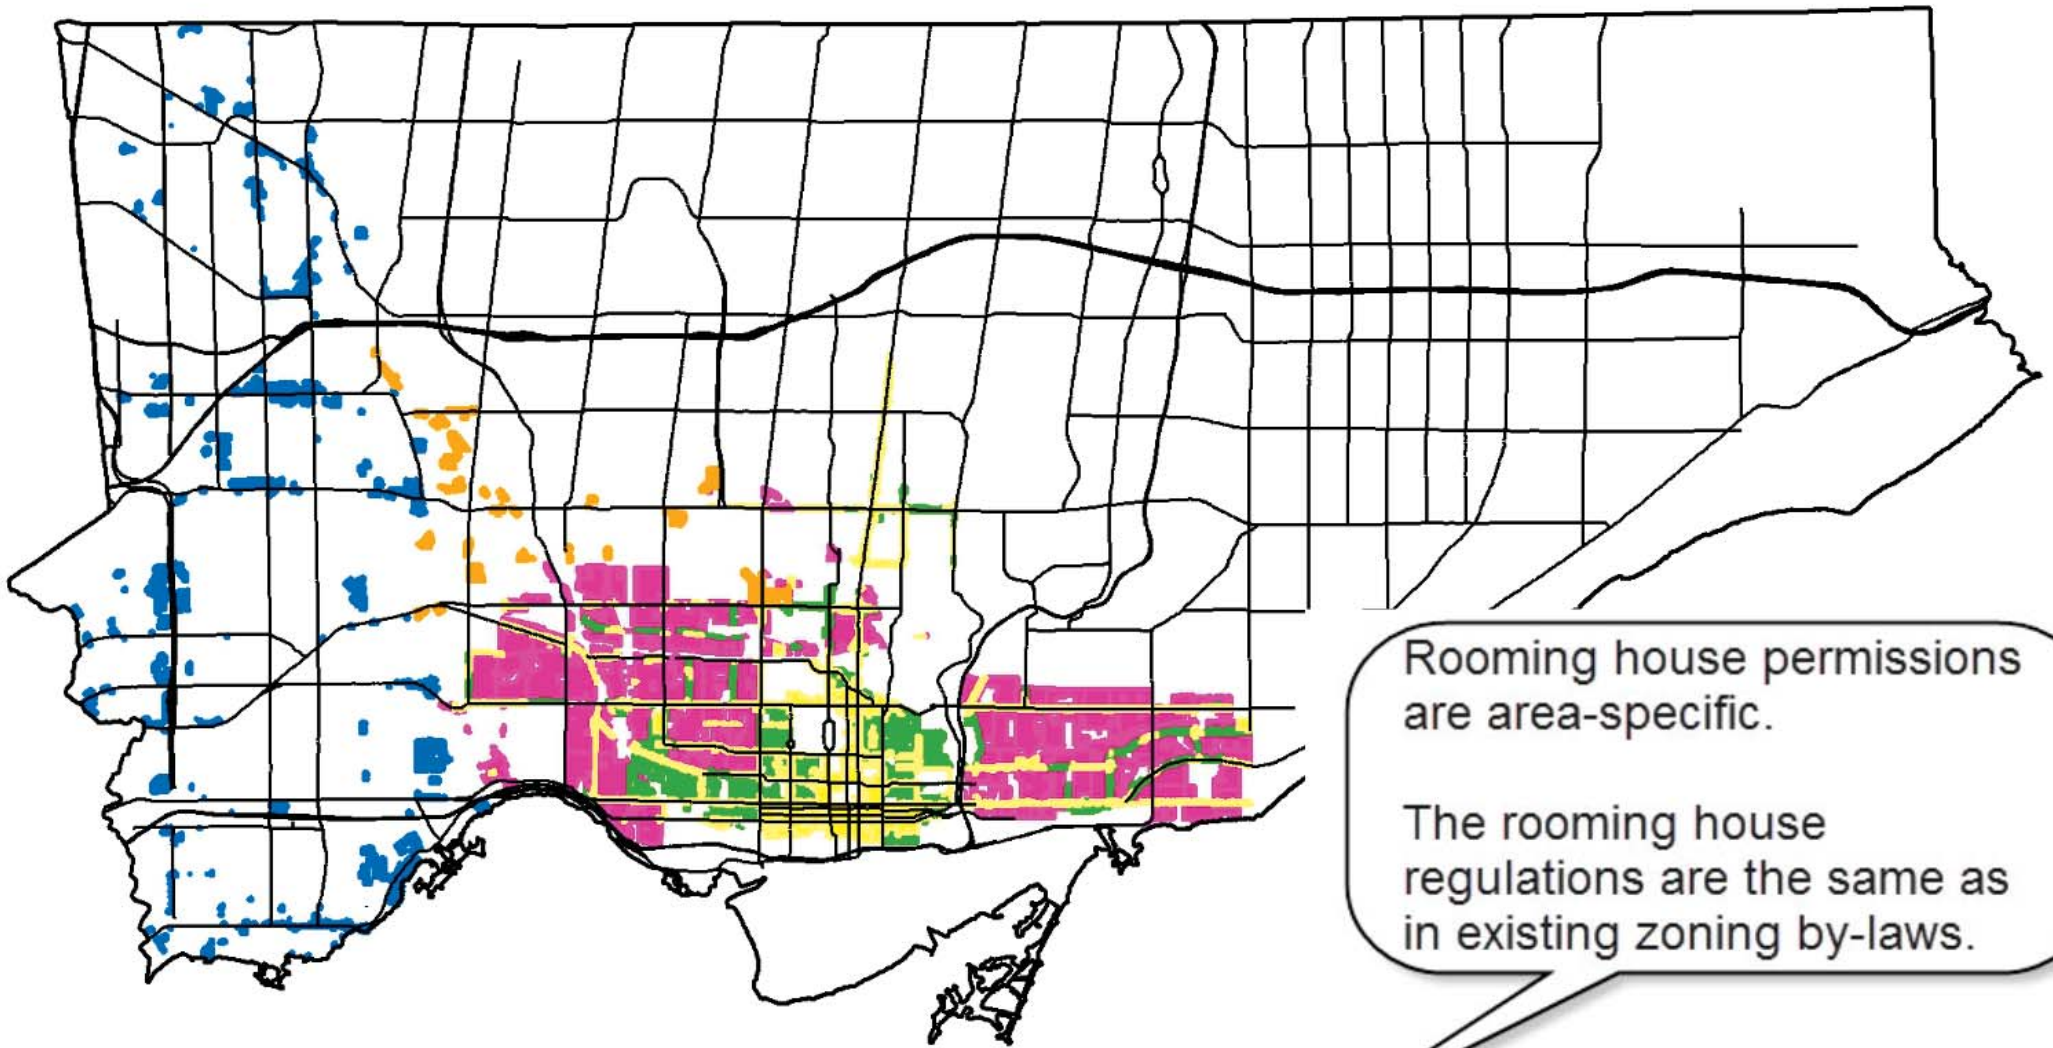 Rooming house permissions
are area-specific.
The rooming house
regulations are the same as
in existing zoning by-laws.